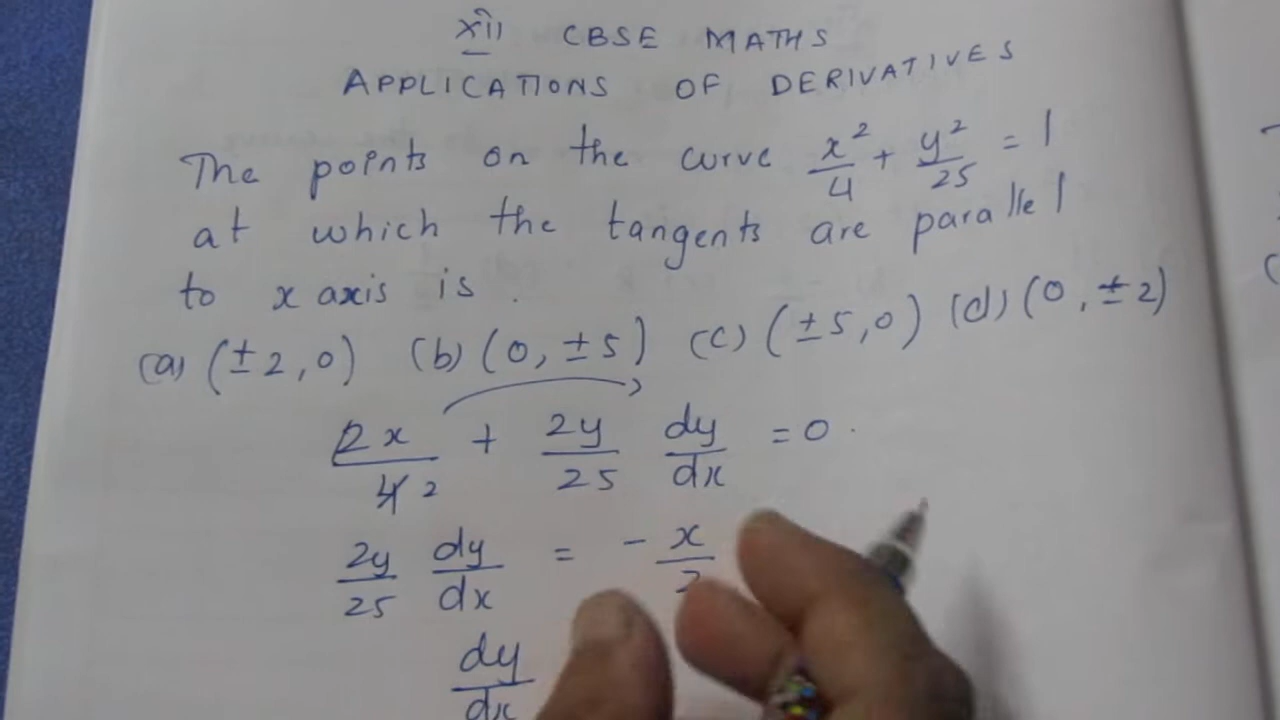 XII CBSE MATHS
APPLICATIONS OF DERIVATIVES
The points on the curve x²/4 + y²/25 = 1
at which the tangents are parallel
to x axis is.
(a) (±2,0) (b) (0,±5) (c) (±5,0) (d) (0,±2)
2x/4 2 + 2y/25 dy/dx = 0.
2y/25 dy/dx = - x/2
dy/dx